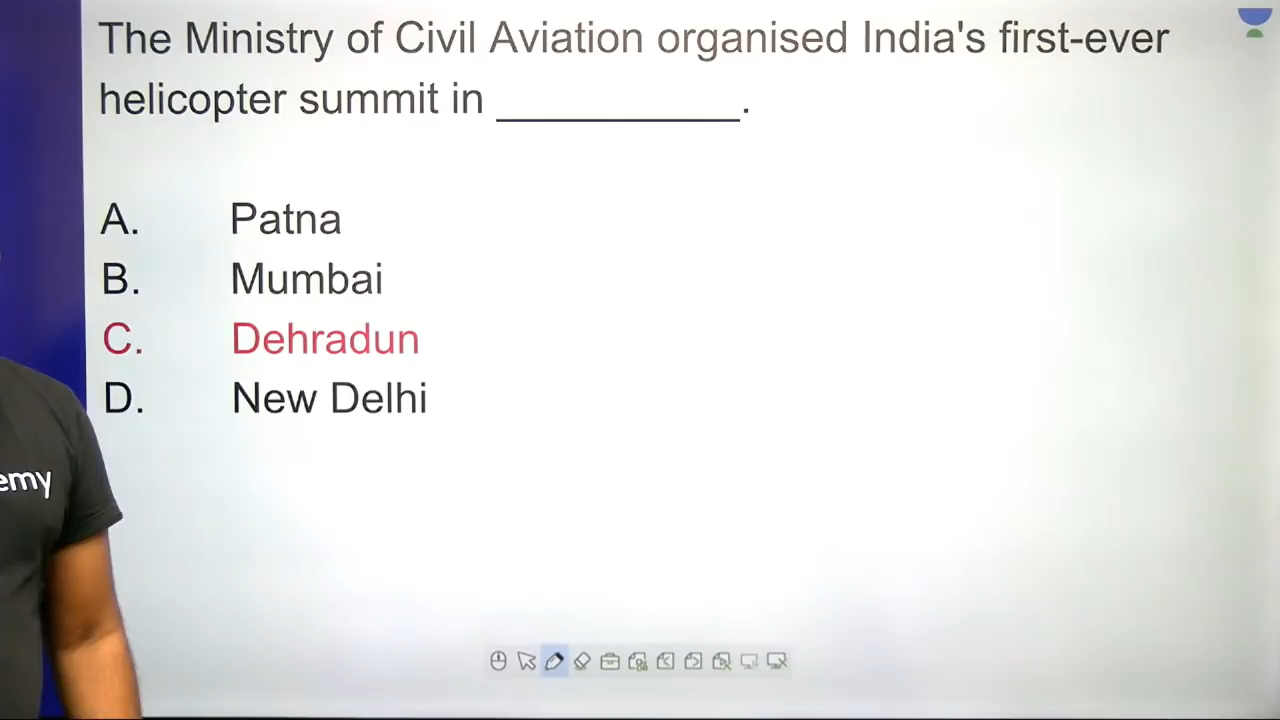 The Ministry of Civil Aviation organised India's first-ever
helicopter summit in ___________.
A. Patna
B. Mumbai
C. Dehradun
D. New Delhi
emy